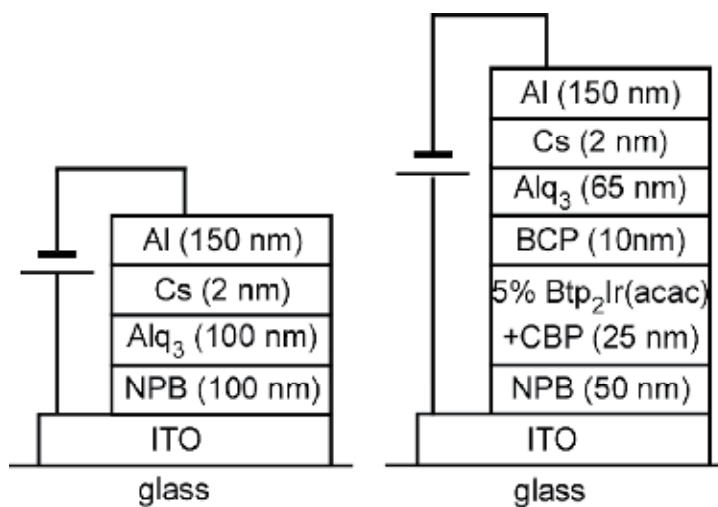 Al (150 nm)
Cs (2 nm)
Alq₃ (100 nm)
NPB (100 nm)
ITO
glass
Al (150 nm)
Cs (2 nm)
Alq₃ (65 nm)
BCP (10nm)
5% Btp₂Ir(acac)
+CBP (25 nm)
NPB (50 nm)
ITO
glass